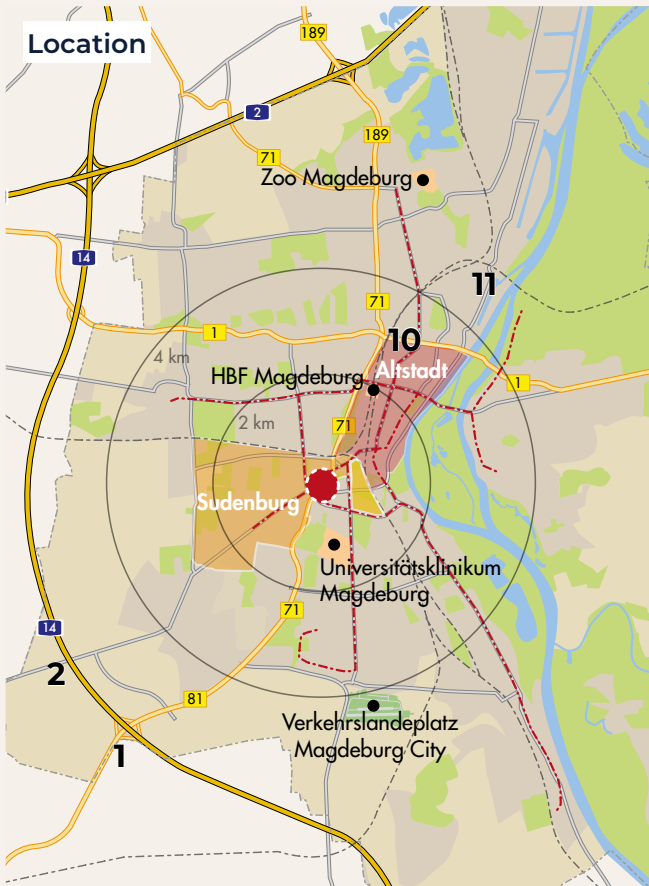 Location
189
2
189
71
Zoo Magdeburg
14
11
71
1
10
4 km
HBF Magdeburg
Altstadt
1
2 km
71
Sudenburg
Universitätsklinikum
Magdeburg
71
14
2
81
Verkehrslandeplatz
Magdeburg City
1